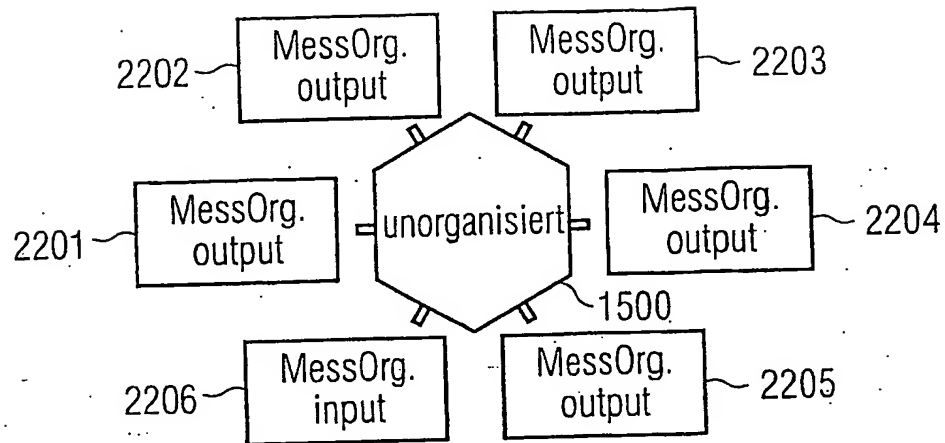 2202
MessOrg.
output
MessOrg.
output
2203
2201
MessOrg.
output
unorganisiert
MessOrg.
output
2204
1500
2206
MessOrg.
input
MessOrg.
output
2205